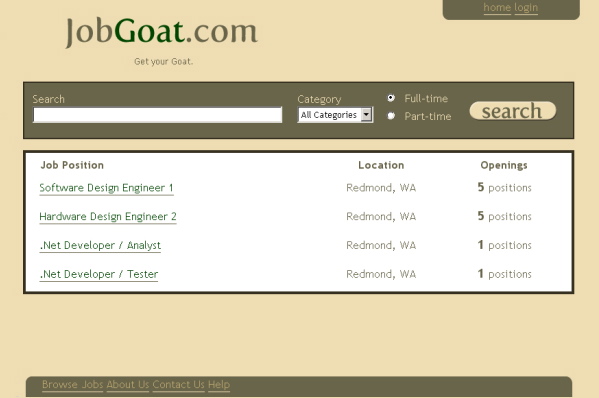 home login
JobGoat.com
Get your Goat.
Search Category Full-time
All Categories Part-time search
Job Position Location Openings
Software Design Engineer 1 Redmond, WA 5 positions
Hardware Design Engineer 2 Redmond, WA 5 positions
.Net Developer / Analyst Redmond, WA 1 positions
.Net Developer / Tester Redmond, WA 1 positions
Browse Jobs About Us Contact Us Help